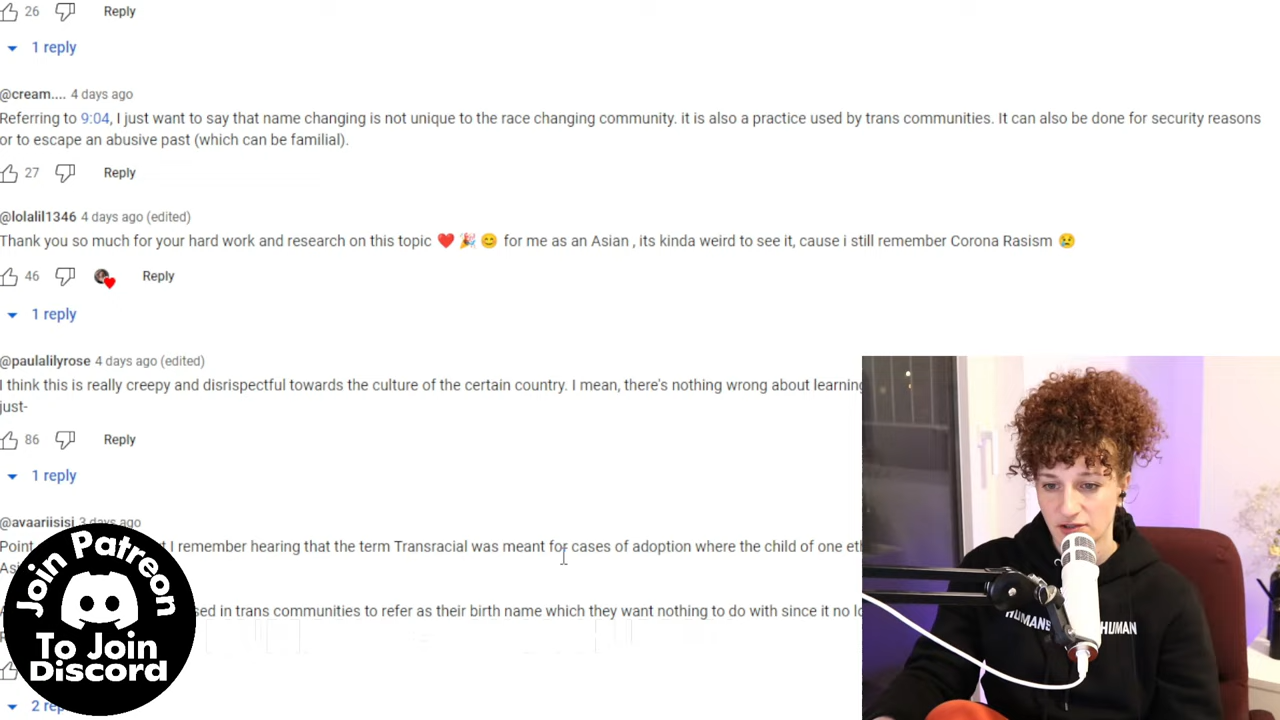 26 Reply
1 reply
@cream.... 4 days ago
Referring to 9:04, I just want to say that name changing is not unique to the race changing community. it is also a practice used by trans communities. It can also be done for security reasons
or to escape an abusive past (which can be familial).
27 Reply
@lolalil1346 4 days ago (edited)
Thank you so much for your hard work and research on this topic ❤️ 🎉 😊 for me as an Asian , its kinda weird to see it, cause i still remember Corona Rasism 😢
46 Reply
1 reply
@paulalilyrose 4 days ago (edited)
I think this is really creepy and disrispectful towards the culture of the certain country. I mean, there's nothing wrong about learning
just-
86 Reply
1 reply
@avaariisisi 3 days ago
Point I remember hearing that the term Transracial was meant for cases of adoption where the child of one
in trans communities to refer as their birth name which they want nothing to do with since it no
2
Join Patreon
To Join
Discord
HUMANS
HUMAN